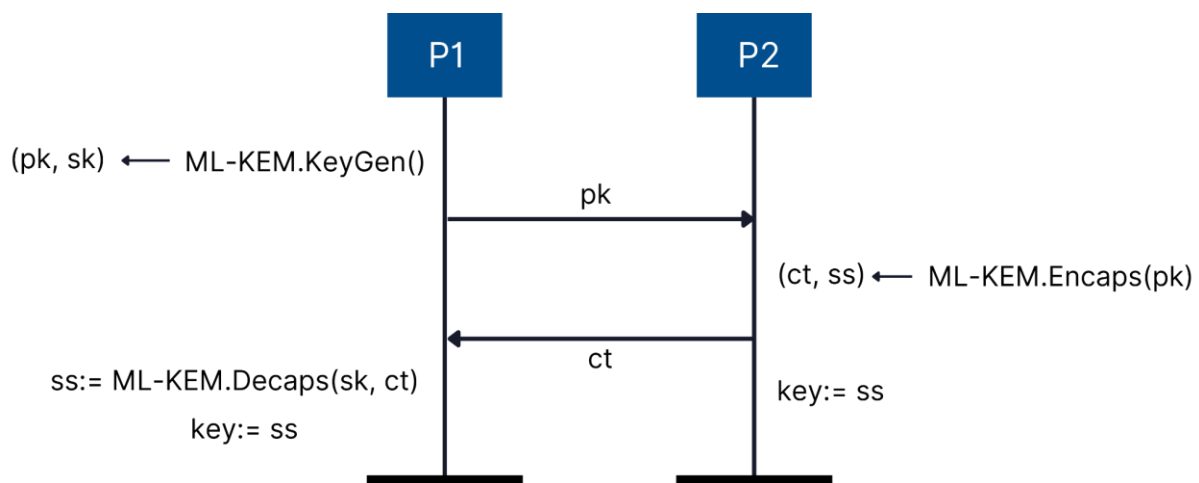 P1
P2
(pk, sk) ← ML-KEM.KeyGen()
pk
(ct, ss) ← ML-KEM.Encaps(pk)
ct
ss:= ML-KEM.Decaps(sk, ct)
key:= ss
key:= ss